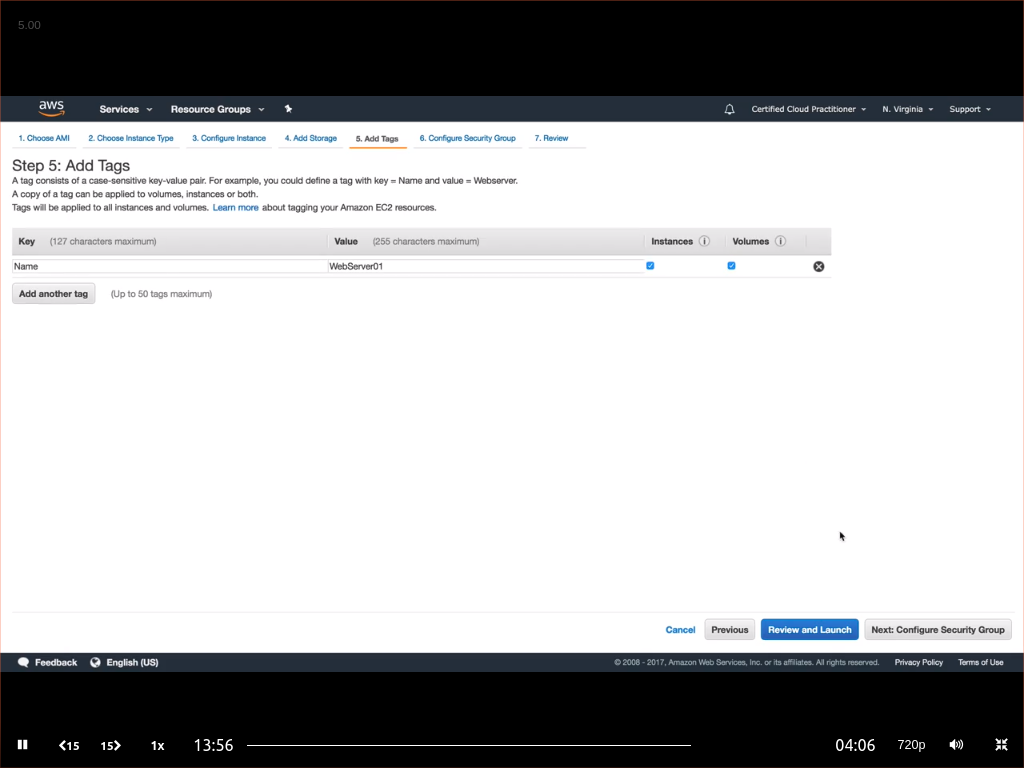 5.00
aws Services Resource Groups Certified Cloud Practitioner N. Virginia Support
1. Choose AMI 2. Choose Instance Type 3. Configure Instance 4. Add Storage 5. Add Tags 6. Configure Security Group 7. Review
Step 5: Add Tags
A tag consists of a case-sensitive key-value pair. For example, you could define a tag with key = Name and value = Webserver.
A copy of a tag can be applied to volumes, instances or both.
Tags will be applied to all instances and volumes. Learn more about tagging your Amazon EC2 resources.
Key (127 characters maximum) Value (255 characters maximum) Instances i Volumes i
Name WebServer01
Add another tag (Up to 50 tags maximum)
Cancel Previous Review and Launch Next: Configure Security Group
Feedback English (US) © 2008 - 2017, Amazon Web Services, Inc. or its affiliates. All rights reserved. Privacy Policy Terms of Use
15 15 1x 13:56 04:06 720p